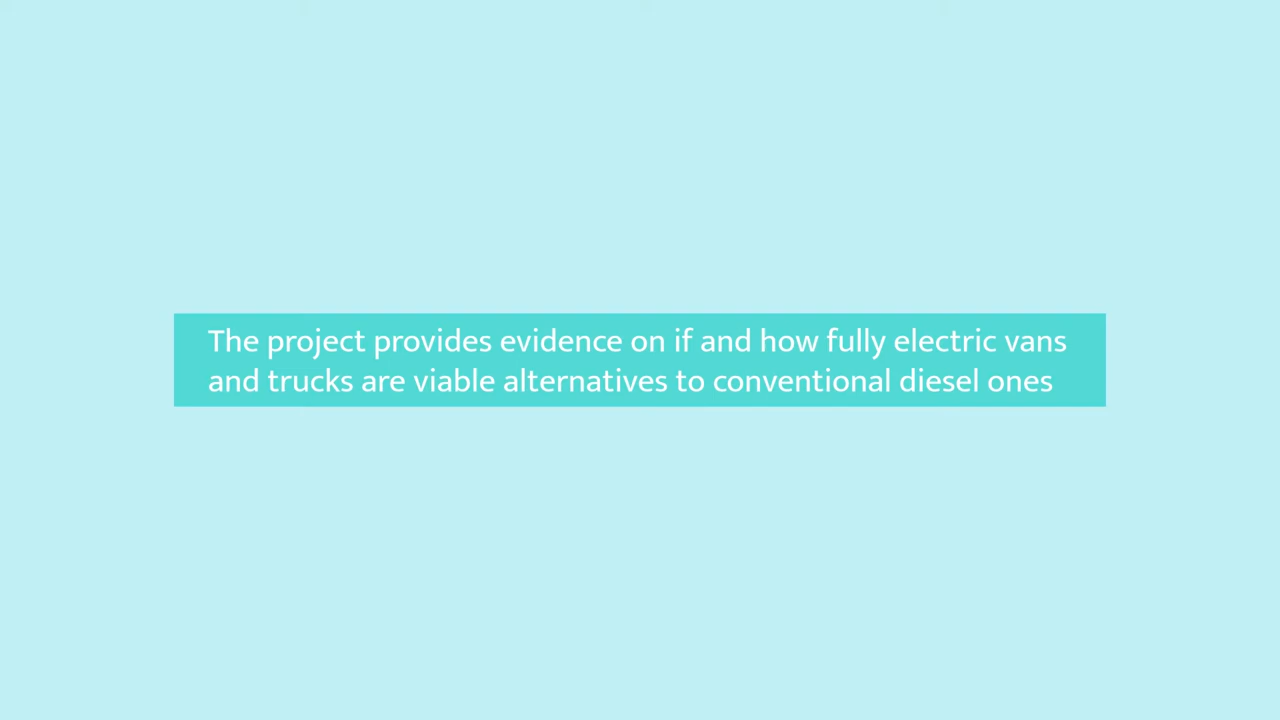 The project provides evidence on if and how fully electric vans
and trucks are viable alternatives to conventional diesel ones